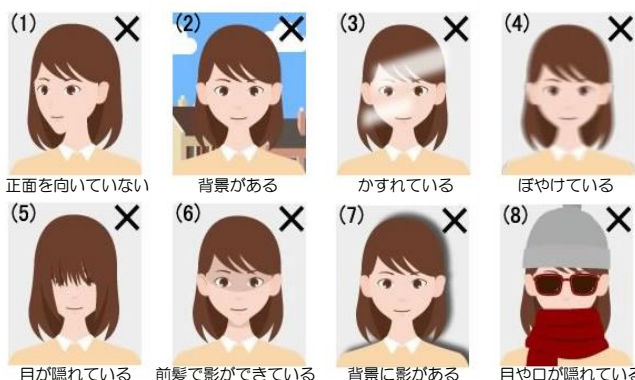 (1) × (2) × (3) × (4) ×
正面を向いていない 背景がある かすれている ぼやけている
(5) × (6) × (7) × (8) ×
目が隠れている 前髪で影ができている 背景に影がある 目や口が隠れている